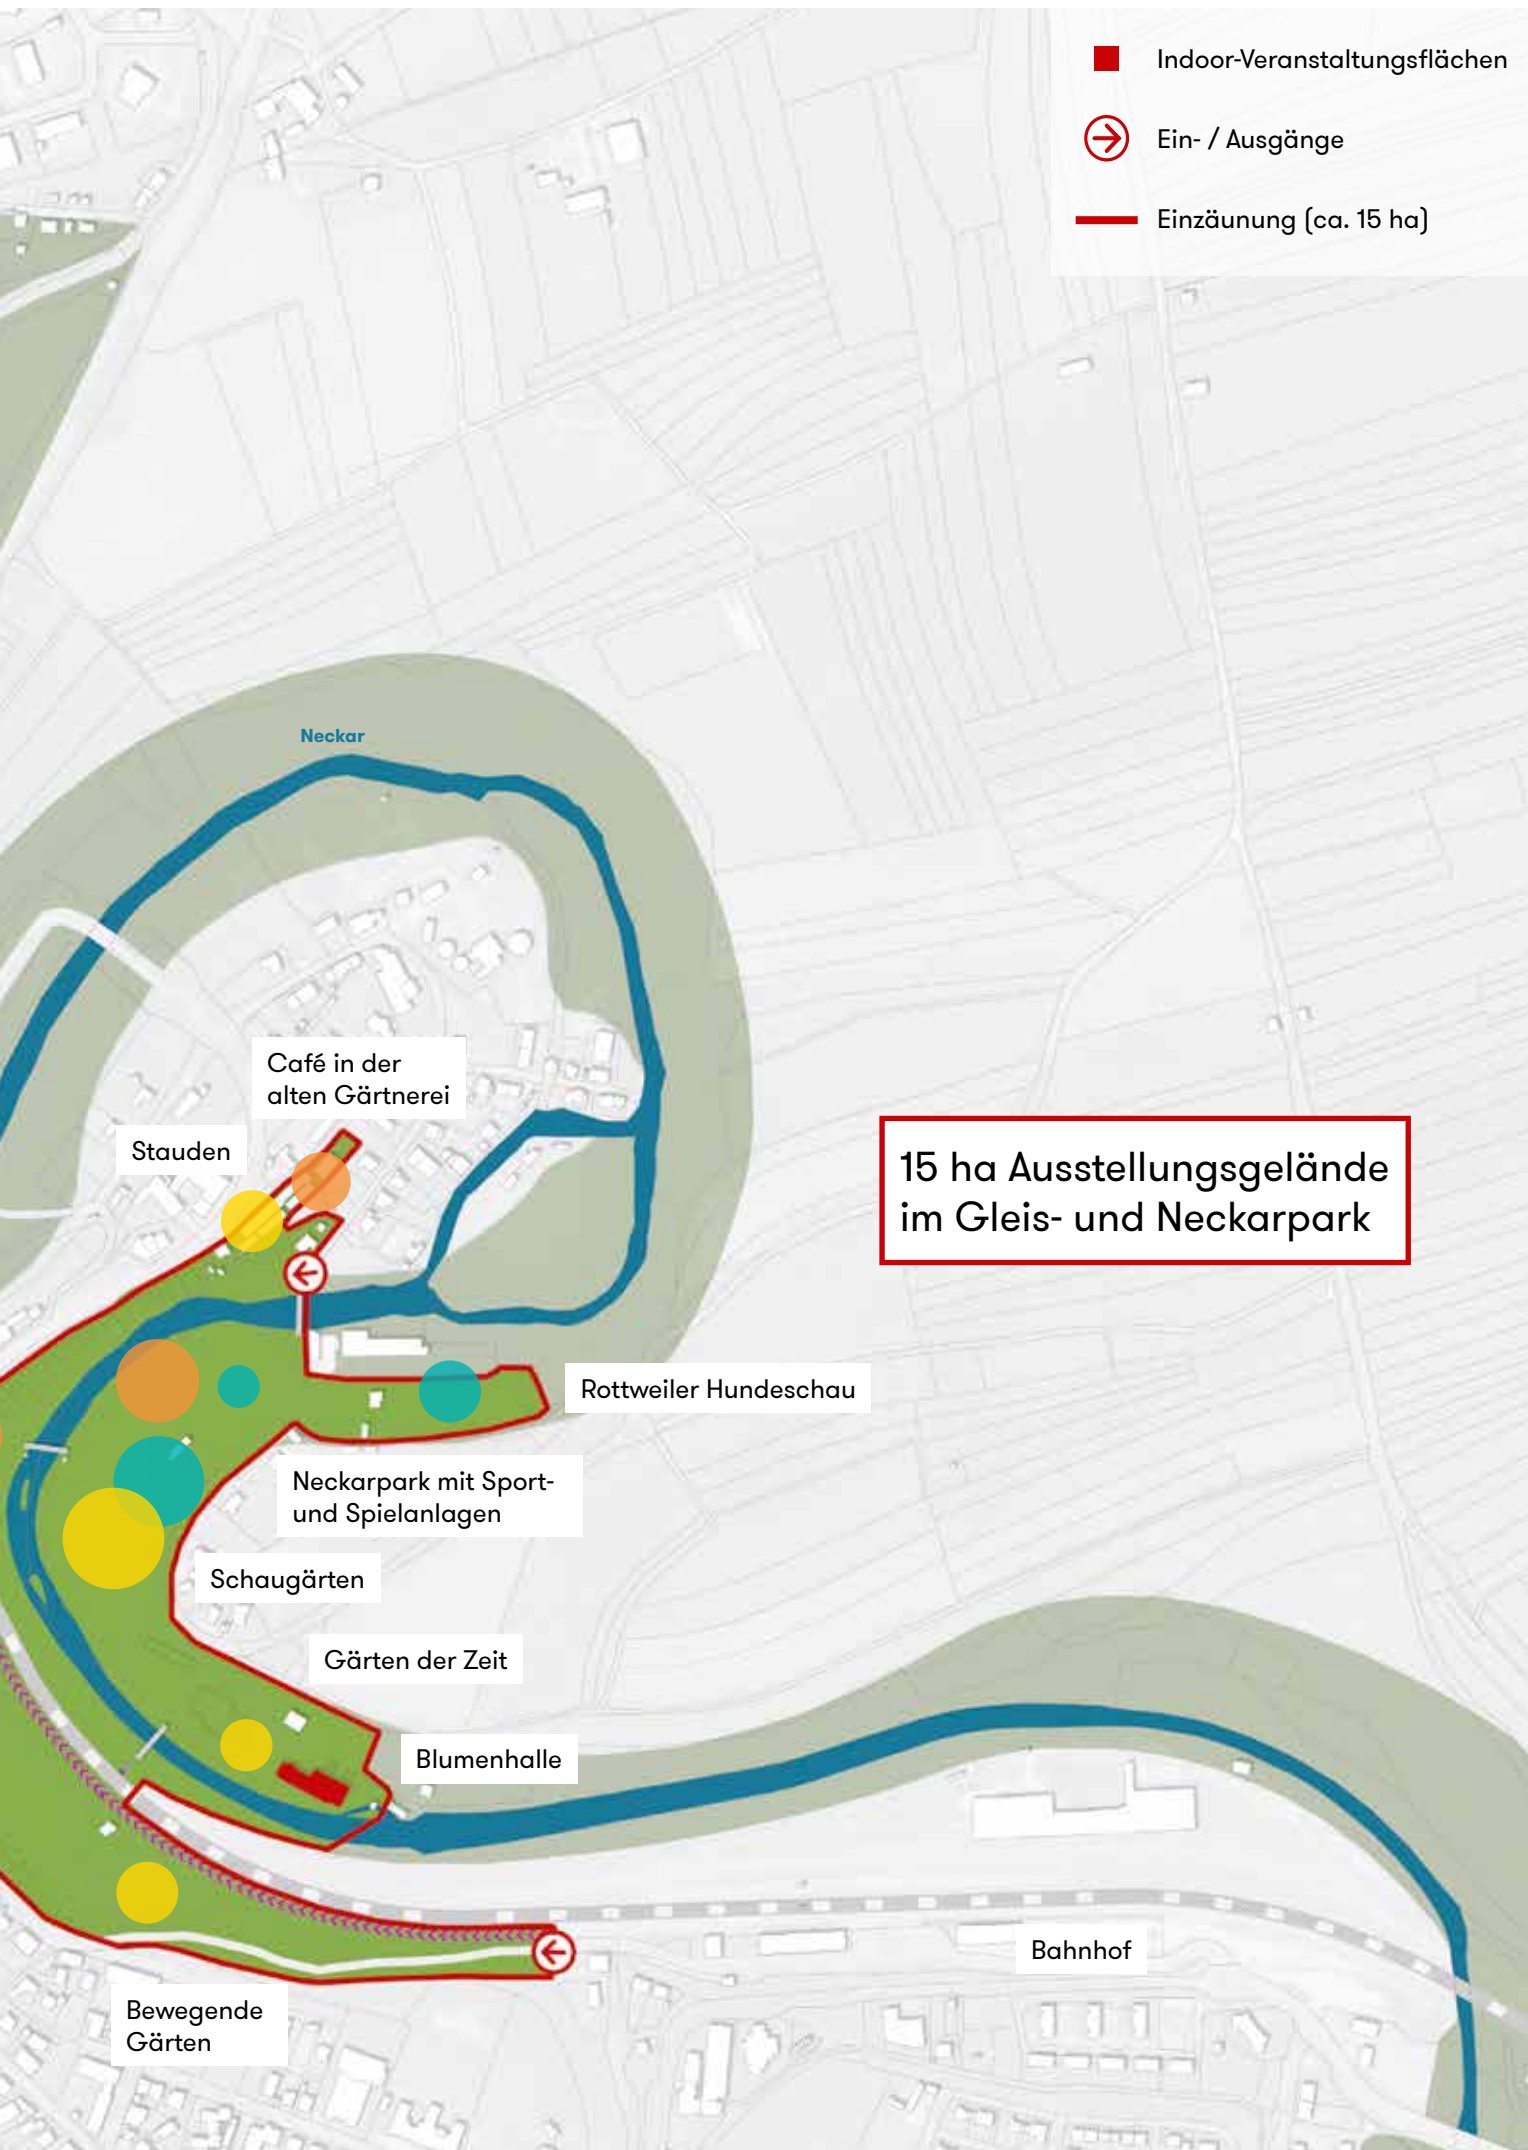 Indoor-Veranstaltungsflächen
Ein- / Ausgänge
Einzäunung (ca. 15 ha)
Neckar
Café in der
alten Gärtnerei
Stauden
15 ha Ausstellungsgelände
im Gleis- und Neckarpark
Rottweiler Hundeschau
Neckarpark mit Sport-
und Spielanlagen
Schaugärten
Gärten der Zeit
Blumenhalle
Bahnhof
Bewegende
Gärten